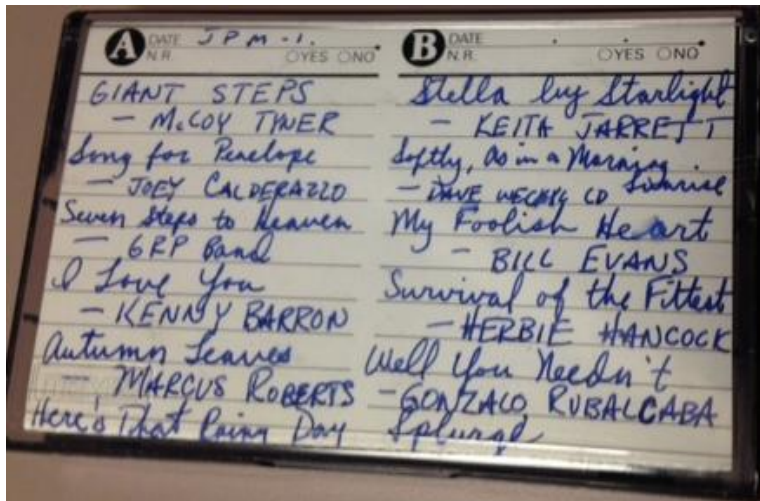 A DATE JPM-1.
N.R. YES NO
GIANT STEPS
- McCOY TYNER
Song for Penelope
- JOEY CALDERAZZO
Seven Steps to Heaven
- GRP Band
I Love You
- KENNY BARRON
Autumn Leaves
- MARCUS ROBERTS
Here's That Rainy Day
B DATE
N.R. YES NO
Stella by Starlight
- KEITH JARRETT
Softly, as in a Morning
- DAVE WECKL CD Sunrise
My Foolish Heart
- BILL EVANS
Survival of the Fittest
- HERBIE HANCOCK
Well You Needn't
- GONZALO RUBALCABA
Splurge